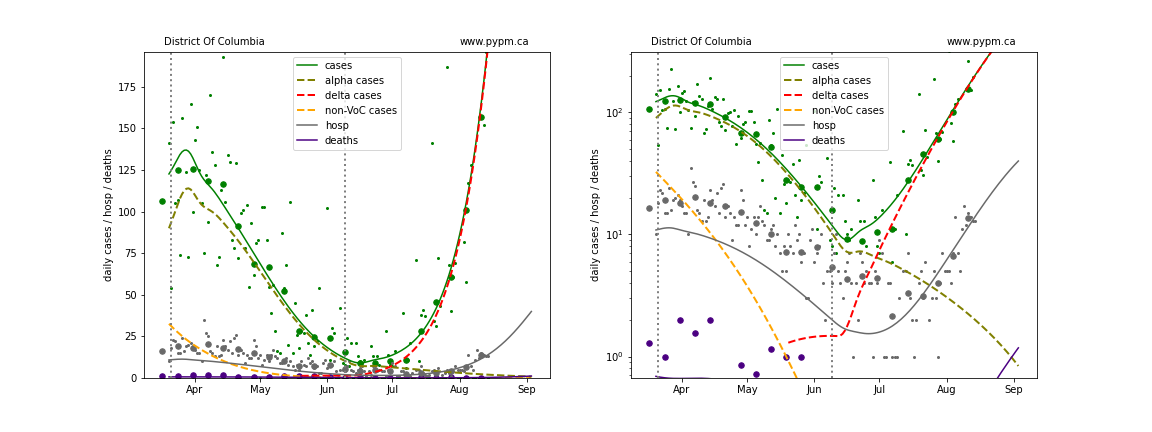 District Of Columbia www.pypm.ca
cases
alpha cases
delta cases
non-VoC cases
hosp
deaths
daily cases / hosp / deaths
175
150
125
100
75
50
25
0
Apr May Jun Jul Aug Sep
District Of Columbia www.pypm.ca
cases
alpha cases
delta cases
non-VoC cases
hosp
deaths
daily cases / hosp / deaths
10²
10¹
10⁰
Apr May Jun Jul Aug Sep